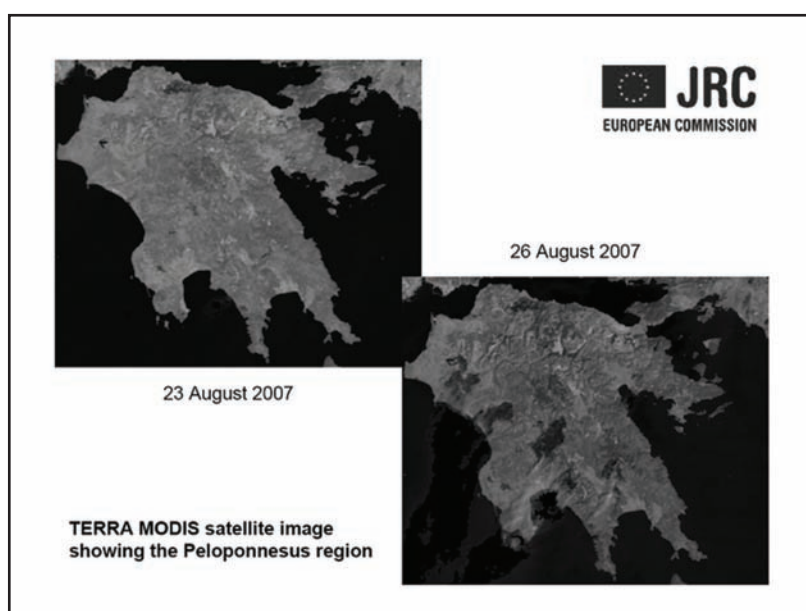 JRC
EUROPEAN COMMISSION
26 August 2007
23 August 2007
TERRA MODIS satellite image
showing the Peloponnesus region